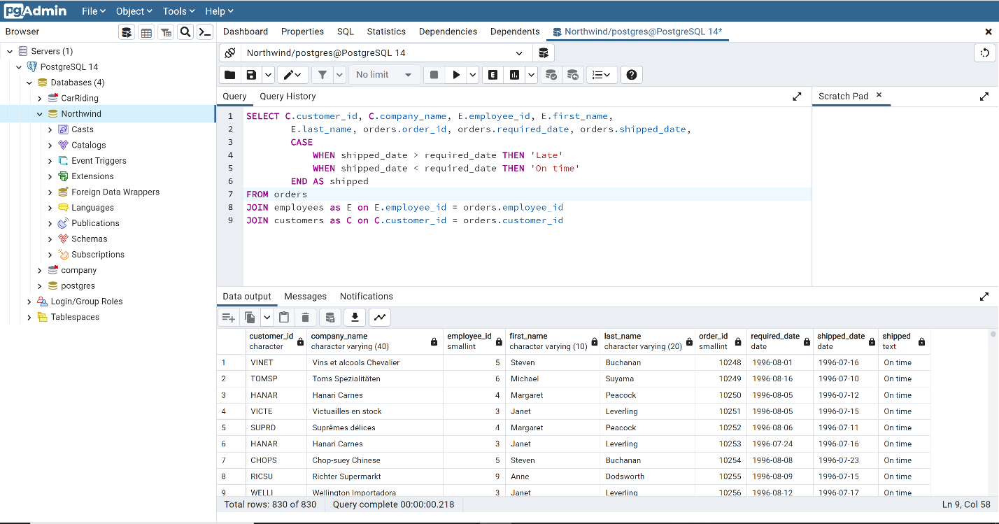 pgAdmin File Object Tools Help
Browser
Dashboard Properties SQL Statistics Dependencies Dependents Northwind/postgres@PostgreSQL 14*
Servers (1)
PostgreSQL 14
Databases (4)
CarRiding
Northwind
Casts
Catalogs
Event Triggers
Extensions
Foreign Data Wrappers
Languages
Publications
Schemas
Subscriptions
company
postgres
Login/Group Roles
Tablespaces
Northwind/postgres@PostgreSQL 14
No limit
E
Query Query History
Scratch Pad
1 SELECT C.customer_id, C.company_name, E.employee_id, E.first_name,
2 E.last_name, orders.order_id, orders.required_date, orders.shipped_date,
3 CASE
4 WHEN shipped_date > required_date THEN 'Late'
5 WHEN shipped_date < required_date THEN 'On time'
6 END AS shipped
7 FROM orders
8 JOIN employees as E on E.employee_id = orders.employee_id
9 JOIN customers as C on C.customer_id = orders.customer_id
Data output Messages Notifications
customer_id company_name employee_id first_name last_name order_id required_date shipped_date shipped
character character varying (40) smallint character varying (10) character varying (20) smallint date date text
1 VINET Vins et alcools Chevalier 5 Steven Buchanan 10248 1996-08-01 1996-07-16 On time
2 TOMSP Toms Spezialitäten 6 Michael Suyama 10249 1996-08-16 1996-07-10 On time
3 HANAR Hanari Carnes 4 Margaret Peacock 10250 1996-08-05 1996-07-12 On time
4 VICTE Victuailles en stock 3 Janet Leverling 10251 1996-08-05 1996-07-15 On time
5 SUPRD Suprêmes délices 4 Margaret Peacock 10252 1996-08-06 1996-07-11 On time
6 HANAR Hanari Carnes 3 Janet Leverling 10253 1996-07-24 1996-07-16 On time
7 CHOPS Chop-suey Chinese 5 Steven Buchanan 10254 1996-08-08 1996-07-23 On time
8 RICSU Richter Supermarkt 9 Anne Dodsworth 10255 1996-08-09 1996-07-15 On time
9 WELLI Wellington Importadora 3 Janet Leverling 10256 1996-08-12 1996-07-17 On time
Total rows: 830 of 830 Query complete 00:00:00.218 Ln 9, Col 58